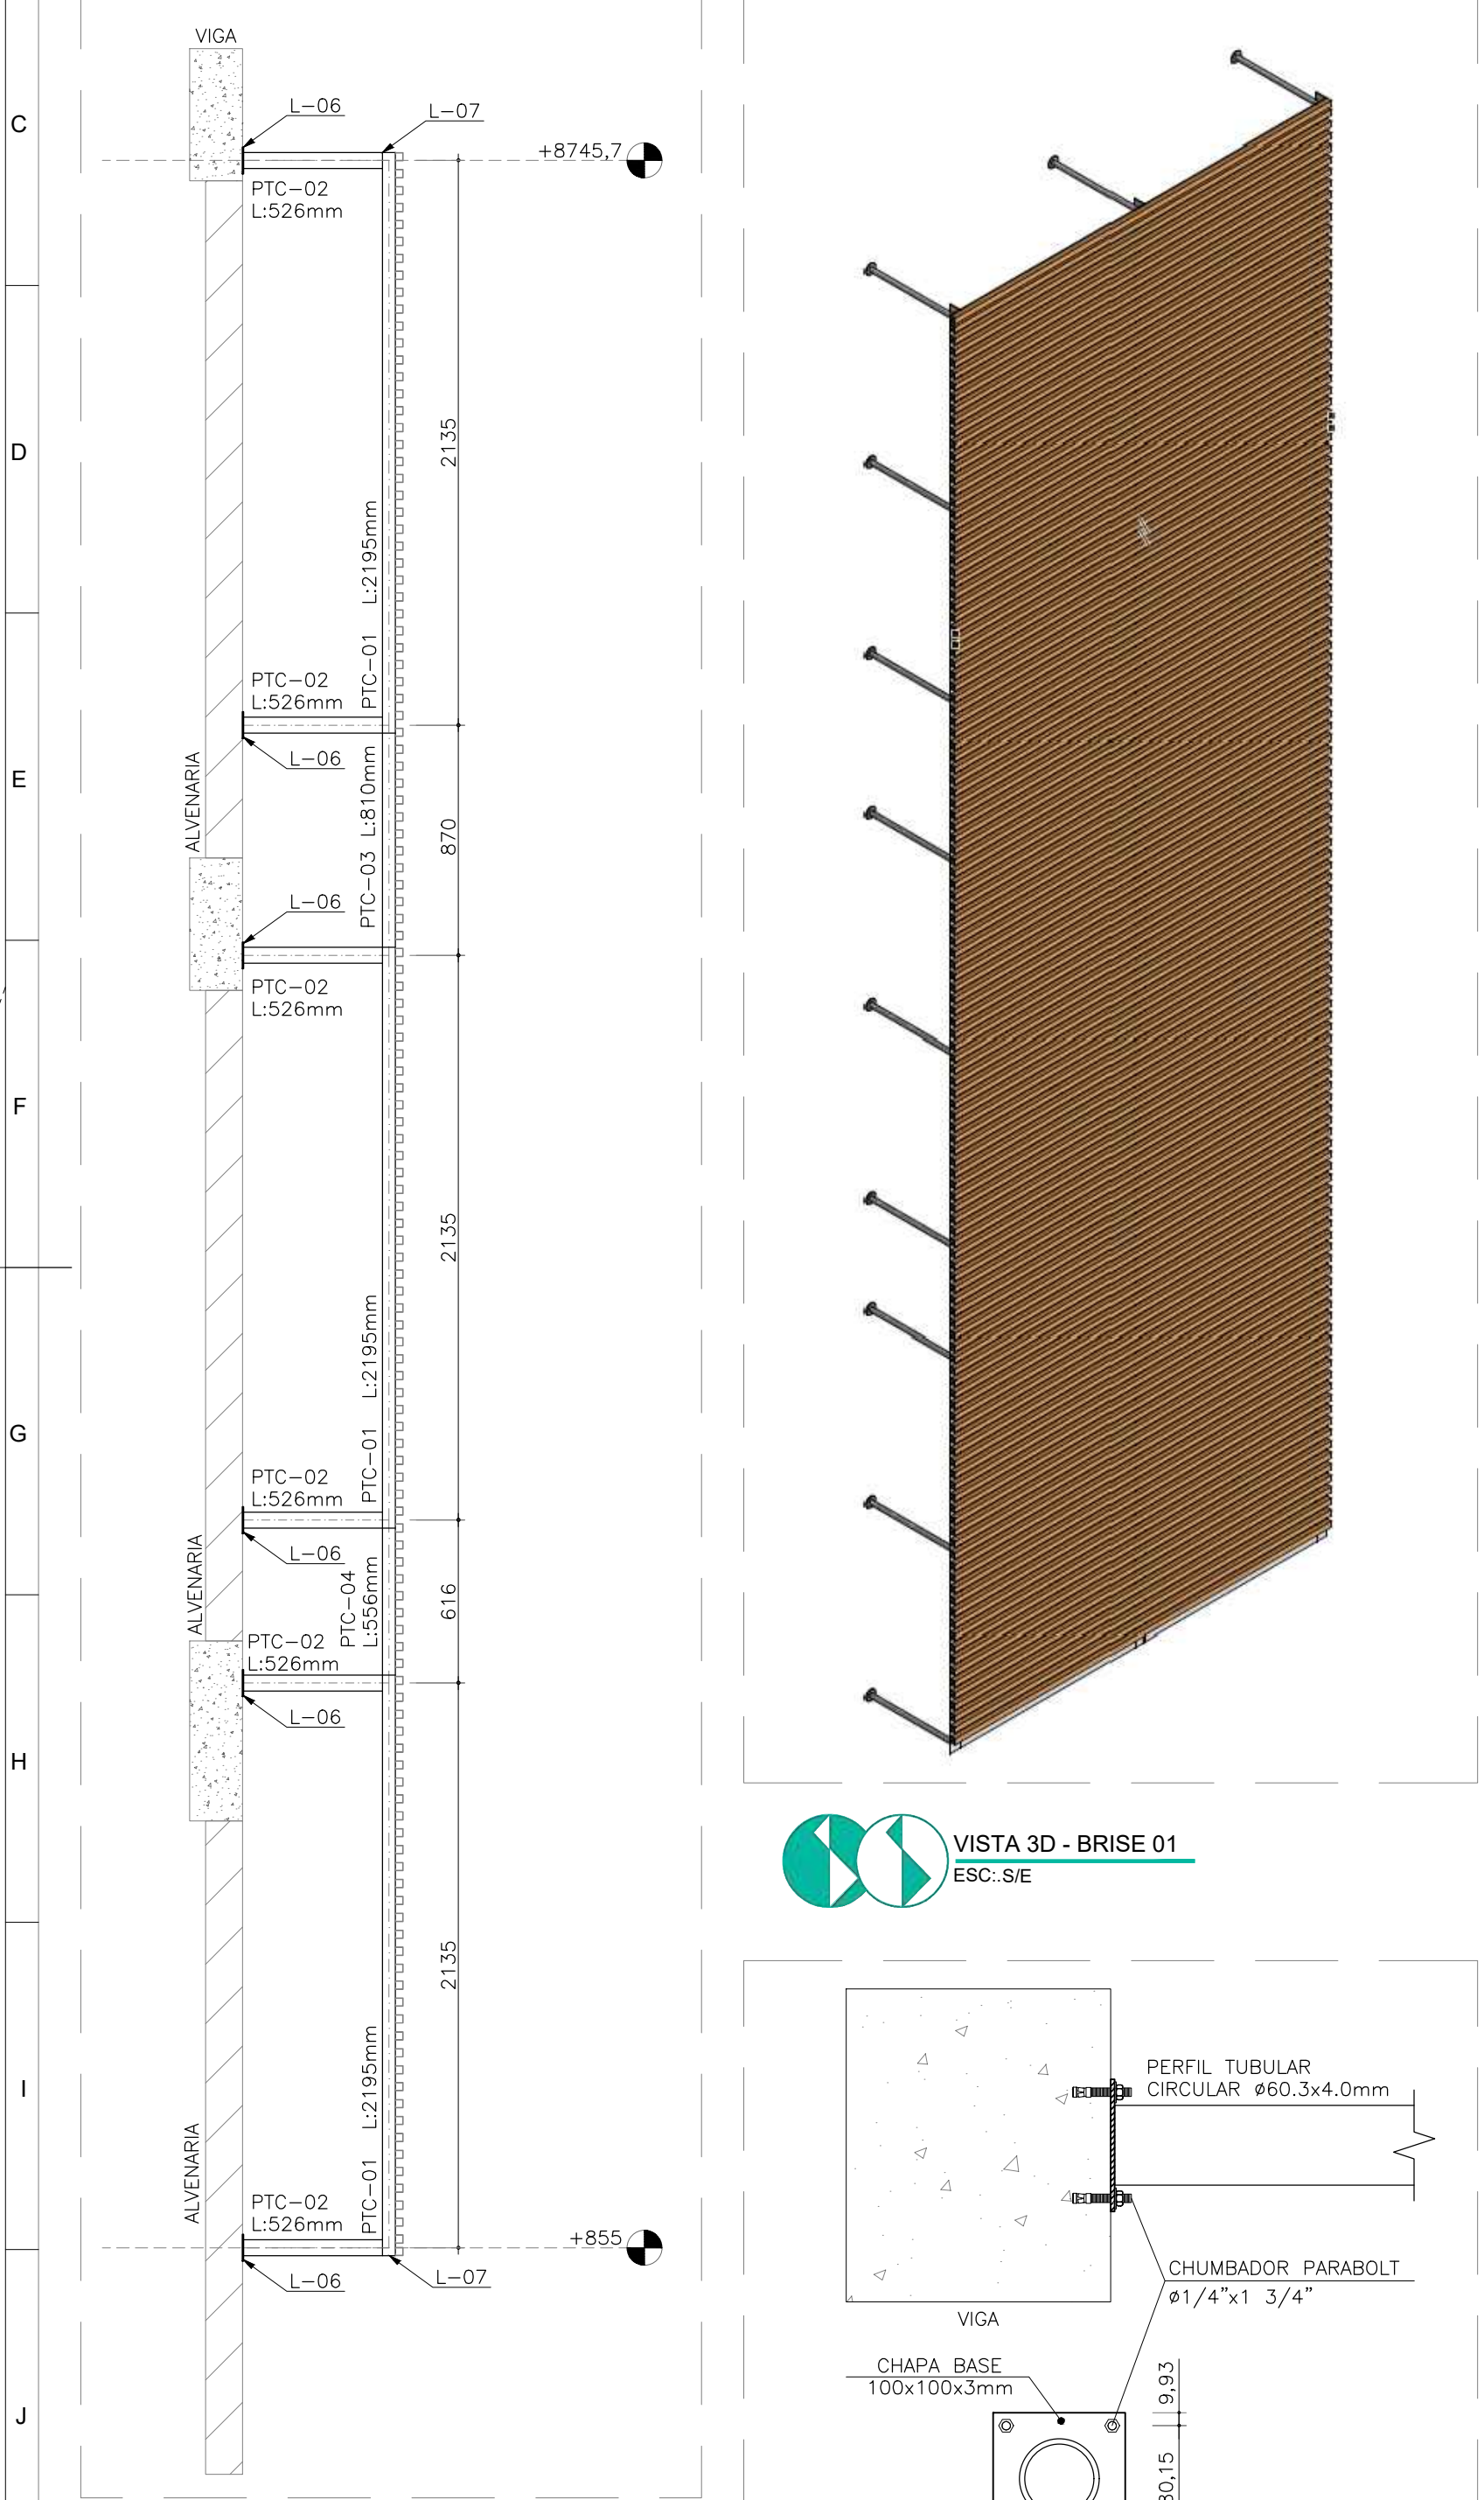 VIGA
C
L-06
L-07
+8745,7
PTC-02
L:526mm
D
2135
PTC-01 L:2195mm
PTC-02
L:526mm
L-06
E
ALVENARIA
870
PTC-03 L:810mm
L-06
PTC-02
L:526mm
F
2135
PTC-01 L:2195mm
G
PTC-02
L:526mm
L-06
ALVENARIA
PTC-04
L:556mm
616
PTC-02
L:526mm
L-06
H
2135
I
PTC-01 L:2195mm
ALVENARIA
PTC-02
L:526mm
+855
L-06
L-07
J
VISTA 3D - BRISE 01
ESC:.S/E
PERFIL TUBULAR
CIRCULAR ø60.3x4.0mm
CHUMBADOR PARABOLT
ø1/4"x1 3/4"
VIGA
CHAPA BASE
100x100x3mm
9,93